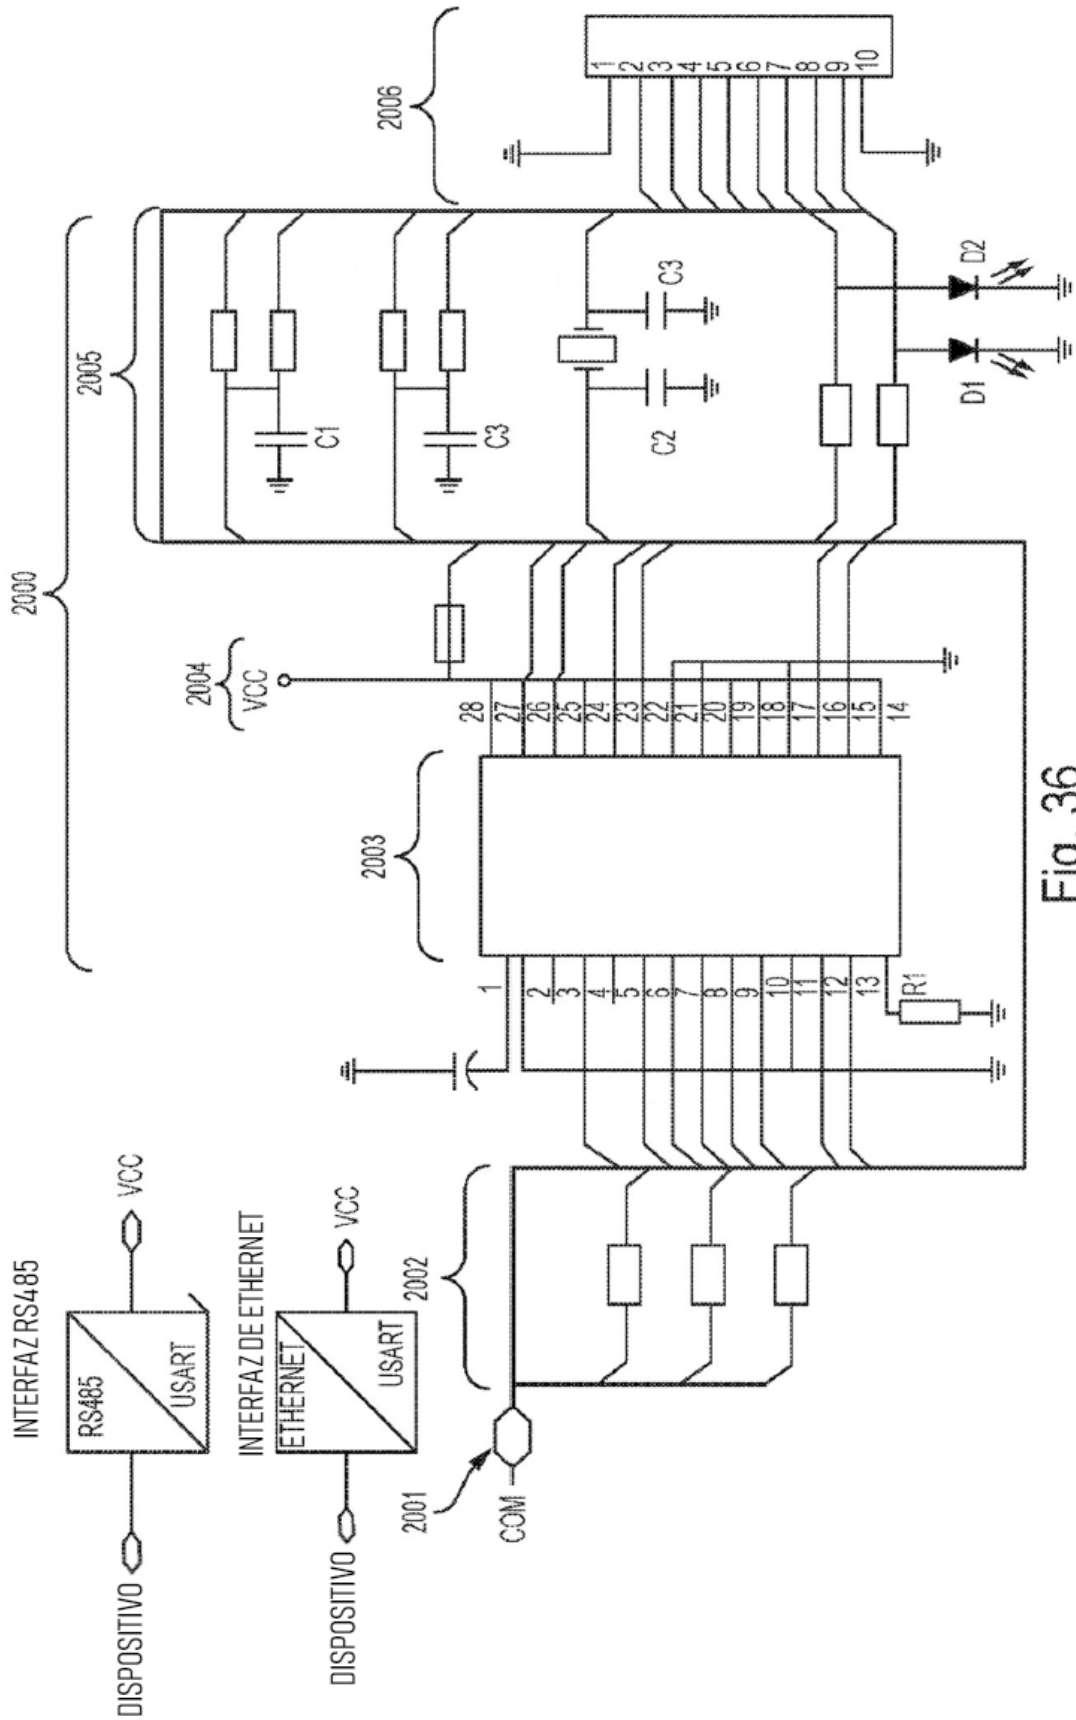 INTERFAZ RS485
DISPOSITIVO
RS485
USART
VCC
INTERFAZ DE ETHERNET
DISPOSITIVO
ETHERNET
USART
VCC
2001
COM
2002
2000
2003
2004
VCC
2005
2006
1
2
3
4
5
6
7
8
9
10
11
12
13
R1
28
27
26
25
24
23
22
21
20
19
18
17
16
15
14
C1
C3
C2
C3
D1
D2
1
2
3
4
5
6
7
8
9
10
Fig. 36